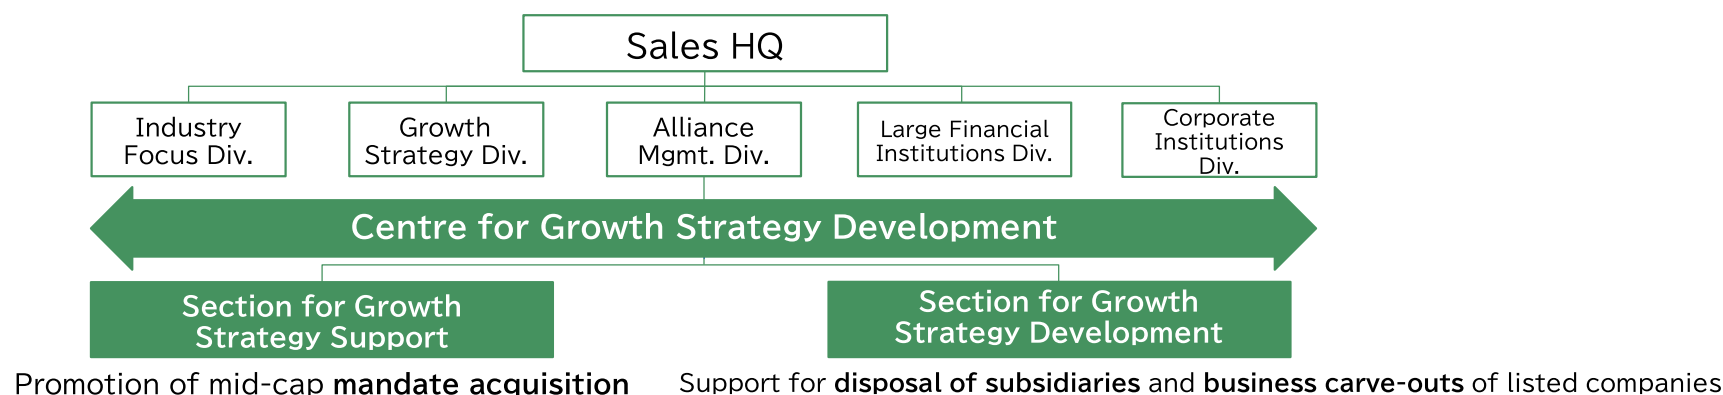 Sales HQ
Industry
Focus Div.
Growth
Strategy Div.
Alliance
Mgmt. Div.
Large Financial
Institutions Div.
Corporate
Institutions
Div.
Centre for Growth Strategy Development
Section for Growth
Strategy Support
Section for Growth
Strategy Development
Promotion of mid-cap mandate acquisition
Support for disposal of subsidiaries and business carve-outs of listed companies